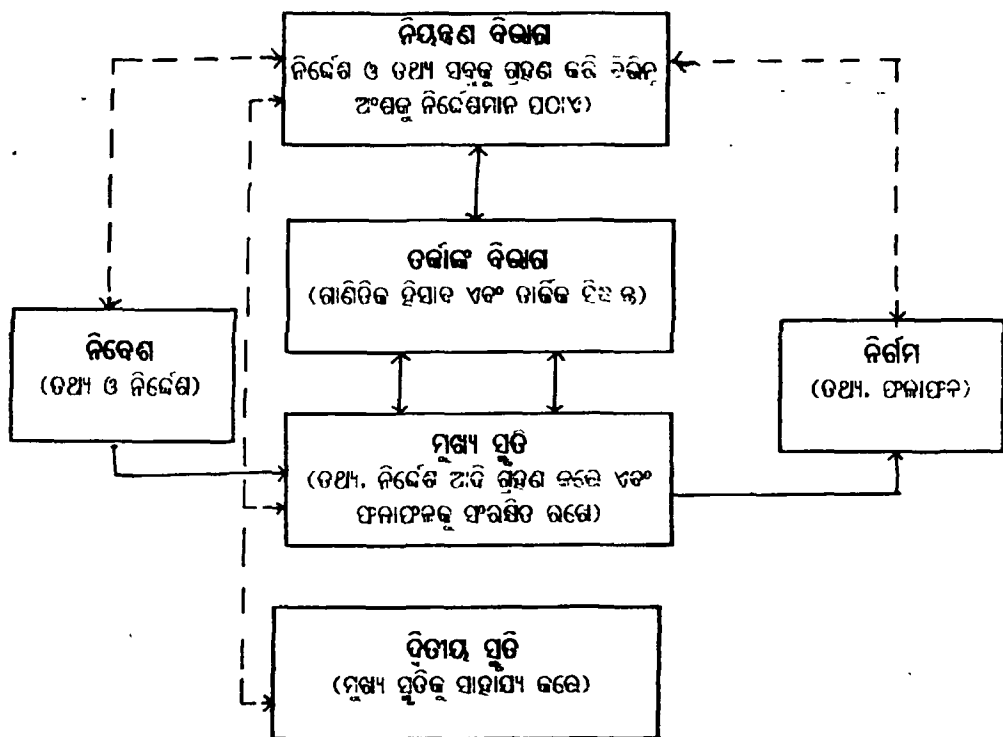 ନିୟନ୍ତ୍ରଣ ବିଭାଗ
ନିର୍ଦ୍ଦେଶ ଓ ତଥ୍ୟ ସବୁକୁ ଗ୍ରହଣ କରି ବିଭିନ୍ନ
ଅଂଷକୁ ନିର୍ଦ୍ଦେଶମାନ ପଠାଏ)
ତର୍କାଙ୍କ ବିଭାଗ
(ଗାଣିତିକ ହିସାବ ଏବଂ ତାର୍କିକ
ନିବେଶ
(ତଥ୍ୟ ଓ ନିର୍ଦ୍ଦେଶ)
ନିର୍ଗମ
(ତଥ୍ୟ, ଫଳାଫଳ)
ମୁଖ୍ୟ ସ୍ମୃତି
(ତଥ୍ୟ, ନିର୍ଦ୍ଦେଶ ଆଦି ଗ୍ରହଣ କରେ ଏବଂ
ଫଳାଫଳକୁ ସଂରକ୍ଷିତ ରଖେ)
ଦ୍ୱିତୀୟ ସ୍ମୃତି
(ମୁଖ୍ୟ ସ୍ମୃତିକୁ ସାହାଯ୍ୟ କରେ)